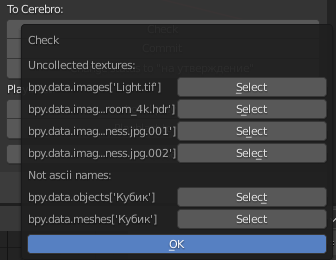 To Cerebro:
Check
Uncollected textures:
bpy.data.images['Light.tif'] Select
bpy.data.imag...room_4k.hdr'] Select
bpy.data.imag...ness.jpg.001'] Select
bpy.data.imag...ness.jpg.002'] Select
Not ascii names:
bpy.data.objects['Кубик'] Select
bpy.data.meshes['Кубик'] Select
OK